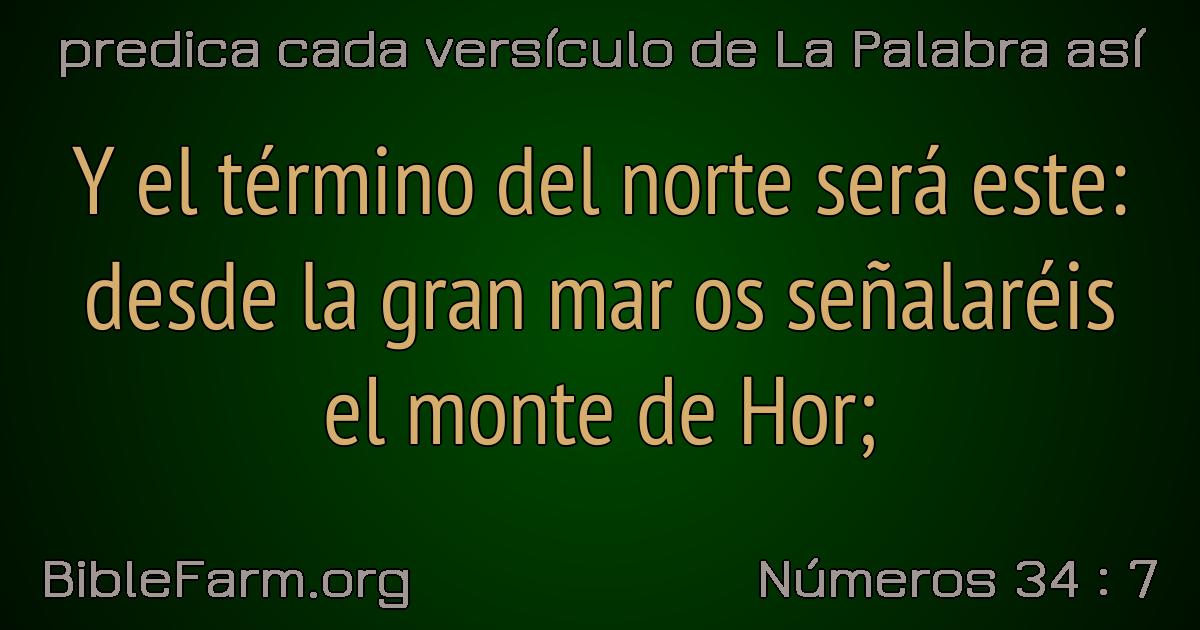 predica cada versículo de La Palabra así
Y el término del norte será este:
desde la gran mar os señalaréis
el monte de Hor;
BibleFarm.org
Números 34 : 7